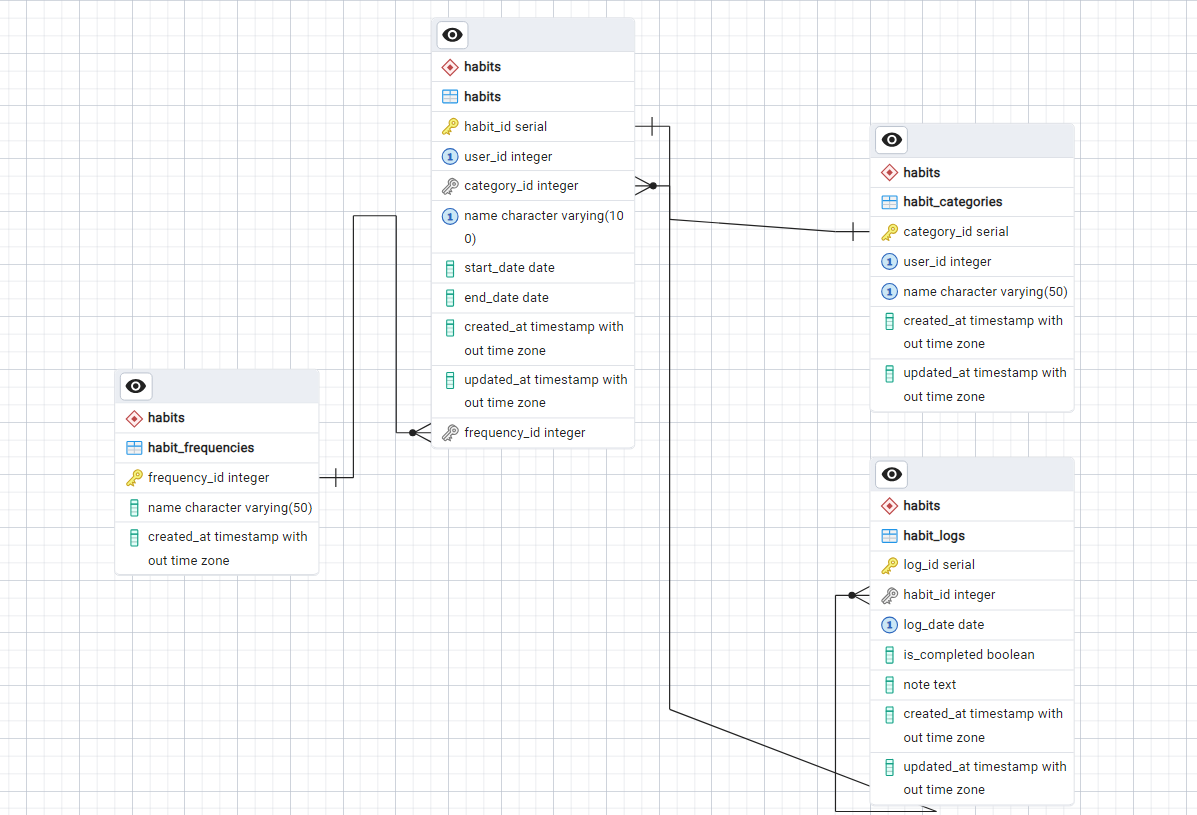 habits
habits
habit_id serial
user_id integer
category_id integer
name character varying(10
0)
start_date date
end_date date
created_at timestamp with
out time zone
updated_at timestamp with
out time zone
frequency_id integer
habits
habit_categories
category_id serial
user_id integer
name character varying(50)
created_at timestamp with
out time zone
updated_at timestamp with
out time zone
habits
habit_frequencies
frequency_id integer
name character varying(50)
created_at timestamp with
out time zone
habits
habit_logs
log_id serial
habit_id integer
log_date date
is_completed boolean
note text
created_at timestamp with
out time zone
updated_at timestamp with
out time zone